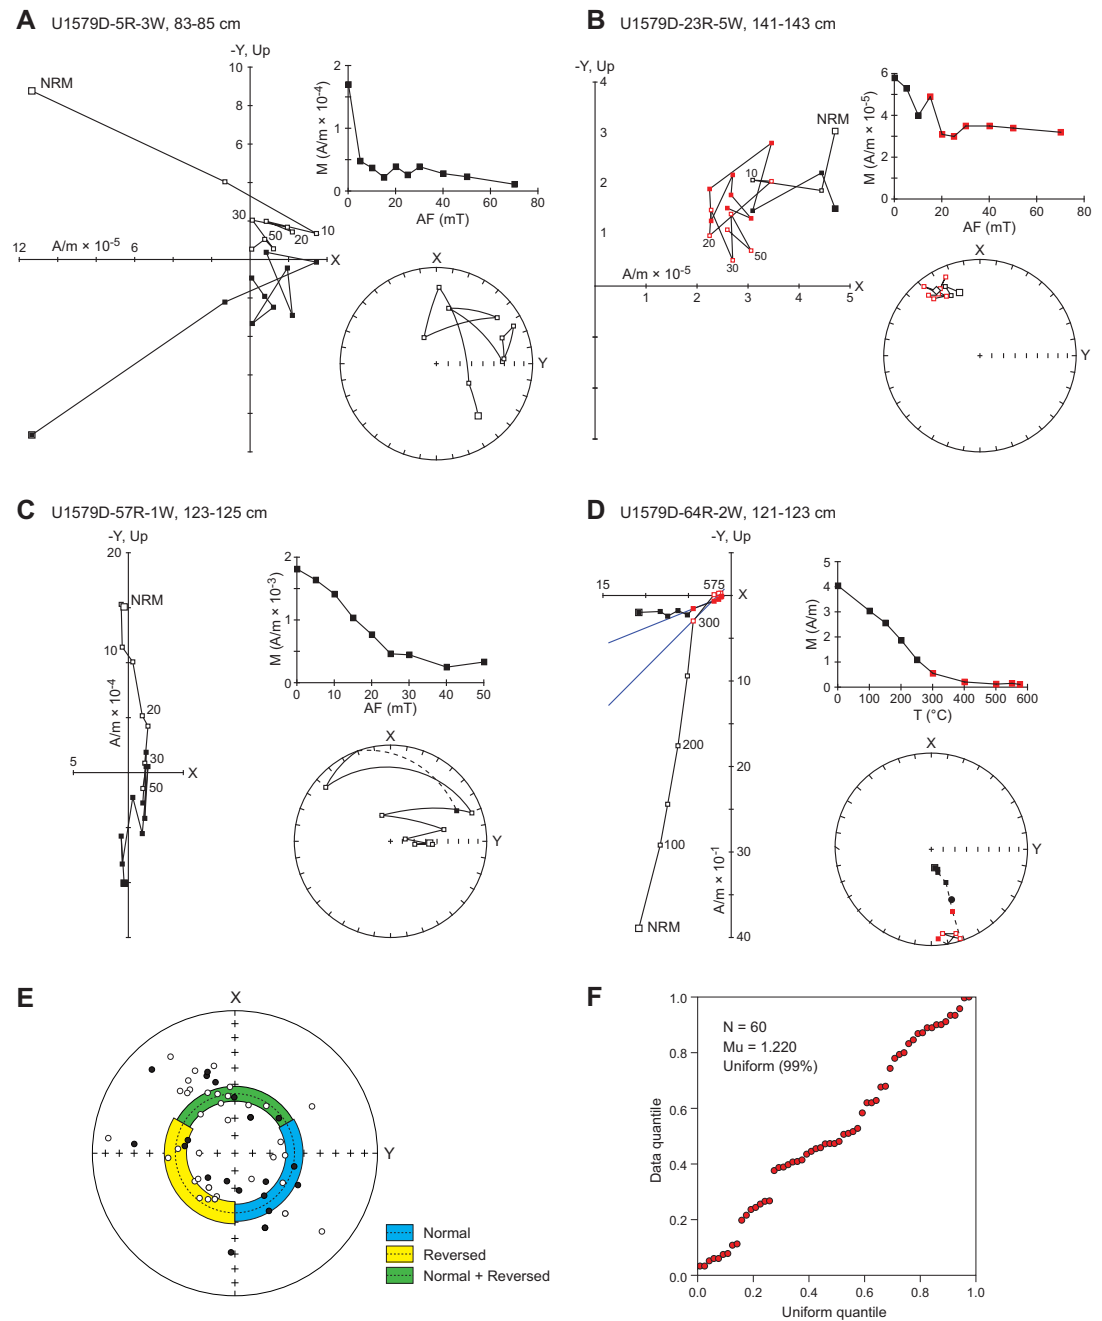 A U1579D-5R-3W, 83-85 cm
-Y, Up
10
8
6
30
20
50
10
NRM
12
A/m × 10-5
6
X
2
1
0
M (A/m × 10-4)
0 20 40 60 80
AF (mT)
X
Y
B U1579D-23R-5W, 141-143 cm
-Y, Up
4
3
2
1
NRM
10
20
30
50
A/m × 10-5
1 2 3 4 5
X
6
4
2
0
M (A/m × 10-5)
0 20 40 60 80
AF (mT)
X
Y
C U1579D-57R-1W, 123-125 cm
-Y, Up
20
NRM
10
20
30
50
A/m × 10-4
5
X
2
1
0
M (A/m × 10-3)
0 10 20 30 40 50
AF (mT)
X
Y
D U1579D-64R-2W, 121-123 cm
-Y, Up
15
575
X
300
10
200
20
100
30
A/m × 10-1
NRM
40
5
4
3
2
1
0
M (A/m)
0 100 200 300 400 500 600
T (°C)
X
Y
E
X
Y
Normal
Reversed
Normal + Reversed
F
N = 60
Mu = 1.220
Uniform (99%)
1.0
0.8
0.6
0.4
0.2
0.0
Data quantile
0.0 0.2 0.4 0.6 0.8 1.0
Uniform quantile